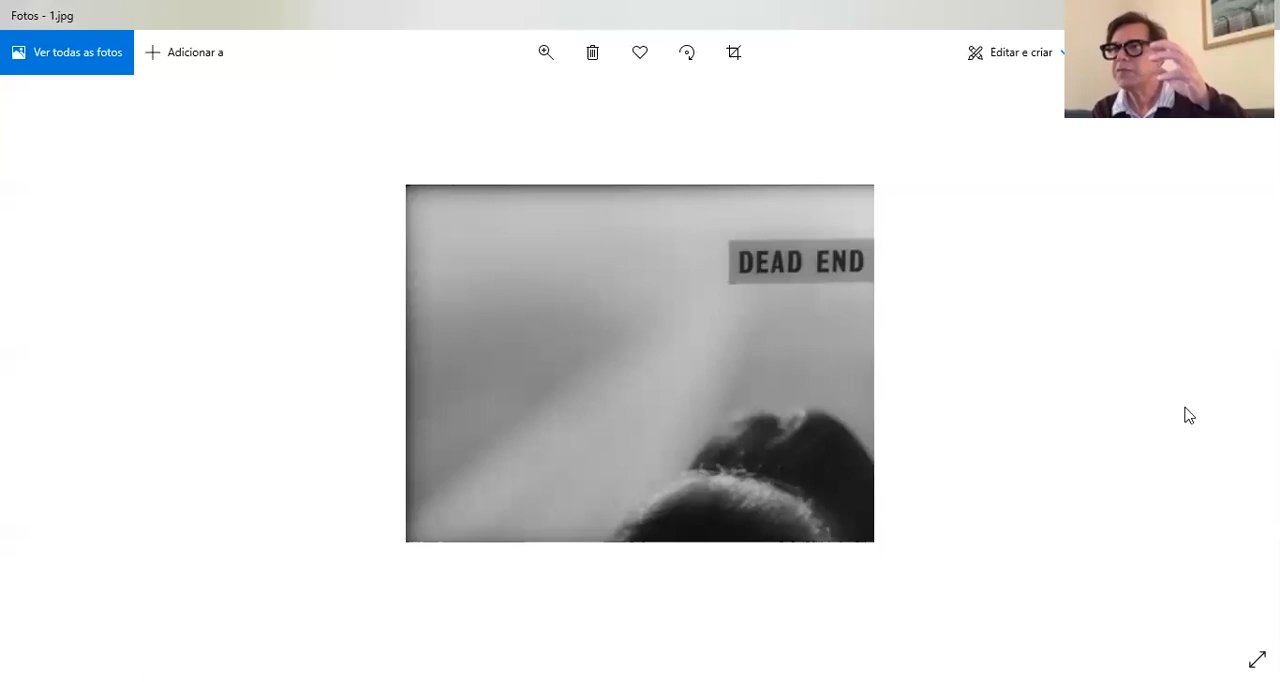 Fotos - 1.jpg
Ver todas as fotos
Adicionar a
Editar e criar
DEAD END